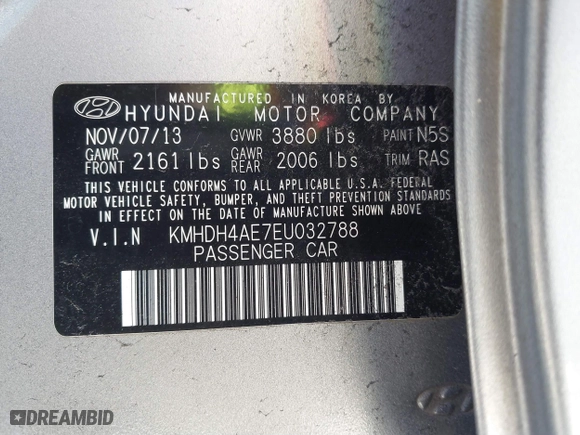 MANUFACTURED IN KOREA BY
HYUNDAI MOTOR COMPANY
NOV/07/13 GVWR 3880 lbs PAINT N5S
GAWR FRONT 2161 lbs GAWR REAR 2006 lbs TRIM RAS
THIS VEHICLE CONFORMS TO ALL APPLICABLE U.S.A. FEDERAL
MOTOR VEHICLE SAFETY, BUMPER, AND THEFT PREVENTION STANDARDS
IN EFFECT ON THE DATE OF MANUFACTURE SHOWN ABOVE.
V.I.N KMHDH4AE7EU032788
PASSENGER CAR
DREAMBID